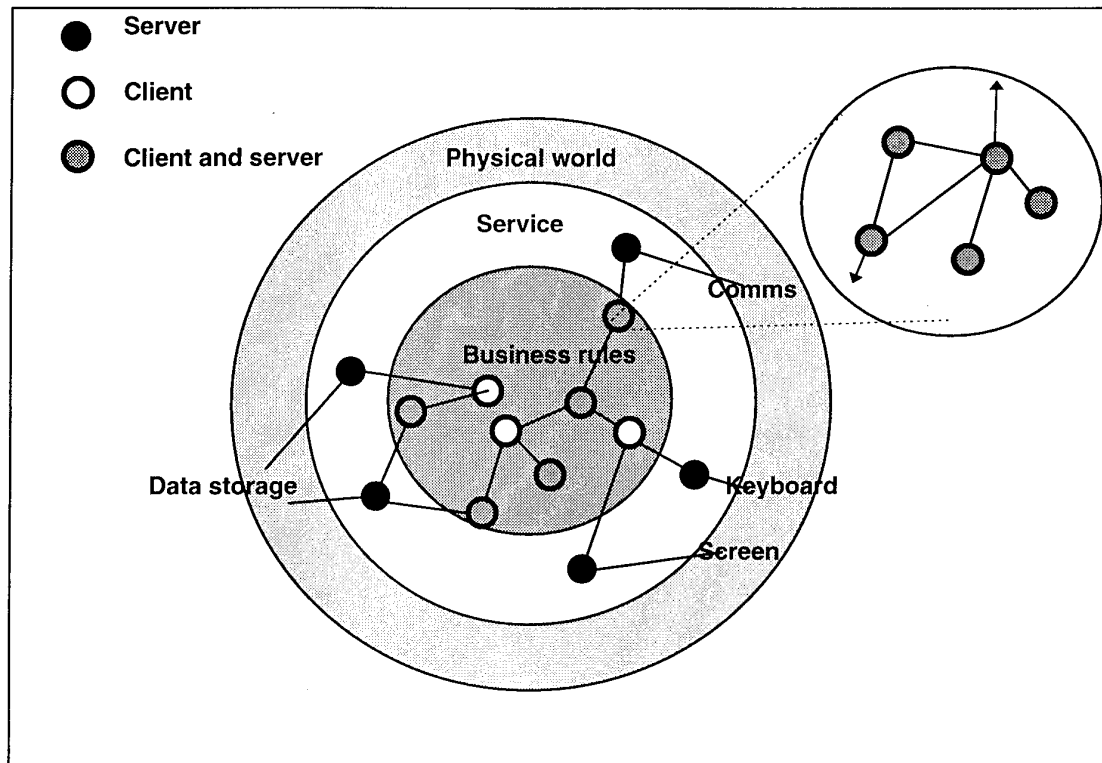 Server
Client
Client and server
Physical world
Service
Comms
Business rules
Data storage
Keyboard
Screen